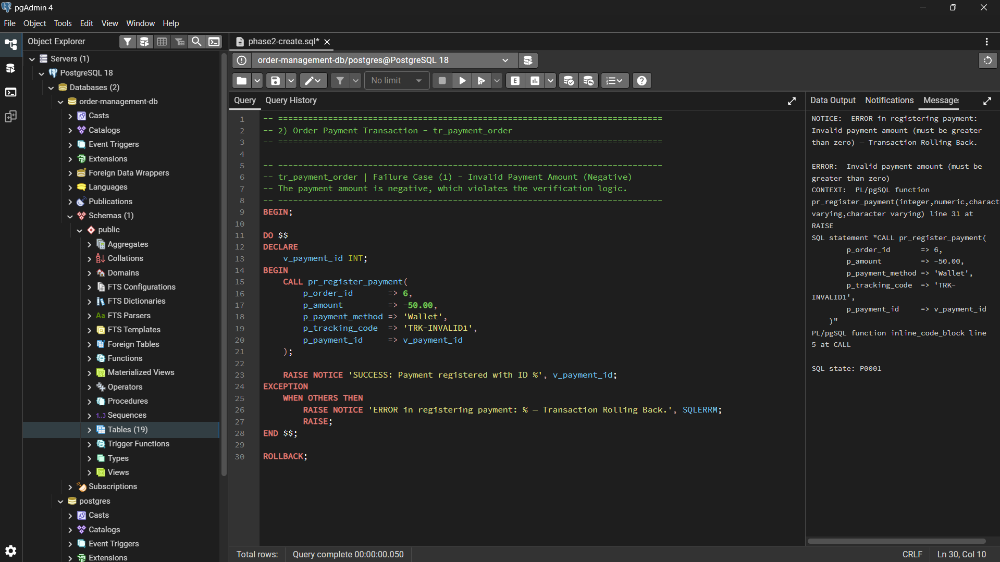 pgAdmin 4
File Object Tools Edit View Window Help
Object Explorer
phase2-create.sql*
Servers (1)
PostgreSQL 18
Databases (2)
order-management-db
Casts
Catalogs
Event Triggers
Extensions
Foreign Data Wrappers
Languages
Publications
Schemas (1)
public
Aggregates
Collations
Domains
FTS Configurations
FTS Dictionaries
Aa FTS Parsers
FTS Templates
Foreign Tables
Functions
Materialized Views
Operators
Procedures
1..3 Sequences
Tables (19)
Trigger Functions
Types
Views
Subscriptions
postgres
Casts
Catalogs
Event Triggers
Extensions
order-management-db/postgres@PostgreSQL 18
No limit
E
Query Query History
1 -- =============================================================================
2 -- 2) Order Payment Transaction - tr_payment_order
3 -- =============================================================================
4
5 -- -----------------------------------------------------------------------------
6 -- tr_payment_order | Failure Case (1) - Invalid Payment Amount (Negative)
7 -- The payment amount is negative, which violates the verification logic.
8 -- -----------------------------------------------------------------------------
9 BEGIN;
10
11 DO $$
12 DECLARE
13 v_payment_id INT;
14 BEGIN
15 CALL pr_register_payment(
16 p_order_id => 6,
17 p_amount => -50.00,
18 p_payment_method => 'Wallet',
19 p_tracking_code => 'TRK-INVALID1',
20 p_payment_id => v_payment_id
21 );
22
23 RAISE NOTICE 'SUCCESS: Payment registered with ID %', v_payment_id;
24 EXCEPTION
25 WHEN OTHERS THEN
26 RAISE NOTICE 'ERROR in registering payment: % — Transaction Rolling Back.', SQLERRM;
27 RAISE;
28 END $$;
29
30 ROLLBACK;
Data Output Notifications Messages
NOTICE: ERROR in registering payment:
Invalid payment amount (must be greater
than zero) — Transaction Rolling Back.
ERROR: Invalid payment amount (must be
greater than zero)
CONTEXT: PL/pgSQL function
pr_register_payment(integer,numeric,charact
varying,character varying) line 31 at
RAISE
SQL statement "CALL pr_register_payment(
p_order_id => 6,
p_amount => -50.00,
p_payment_method => 'Wallet',
p_tracking_code => 'TRK-
INVALID1',
p_payment_id => v_payment_id
)"
PL/pgSQL function inline_code_block line
5 at CALL
SQL state: P0001
Total rows: Query complete 00:00:00.050 CRLF Ln 30, Col 10